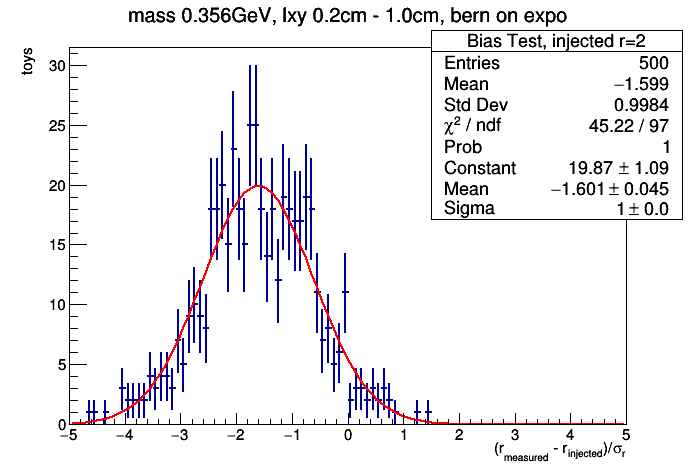 mass 0.356GeV, lxy 0.2cm - 1.0cm, bern on expo
toys
Bias Test, injected r=2
Entries 500
Mean −1.599
Std Dev 0.9984
χ² / ndf 45.22 / 97
Prob 1
Constant 19.87 ± 1.09
Mean −1.601 ± 0.045
Sigma 1 ± 0.0
30
25
20
15
10
5
0
−5 −4 −3 −2 −1 0 1 2 3 4 5
(r_measured - r_injected)/σ_r